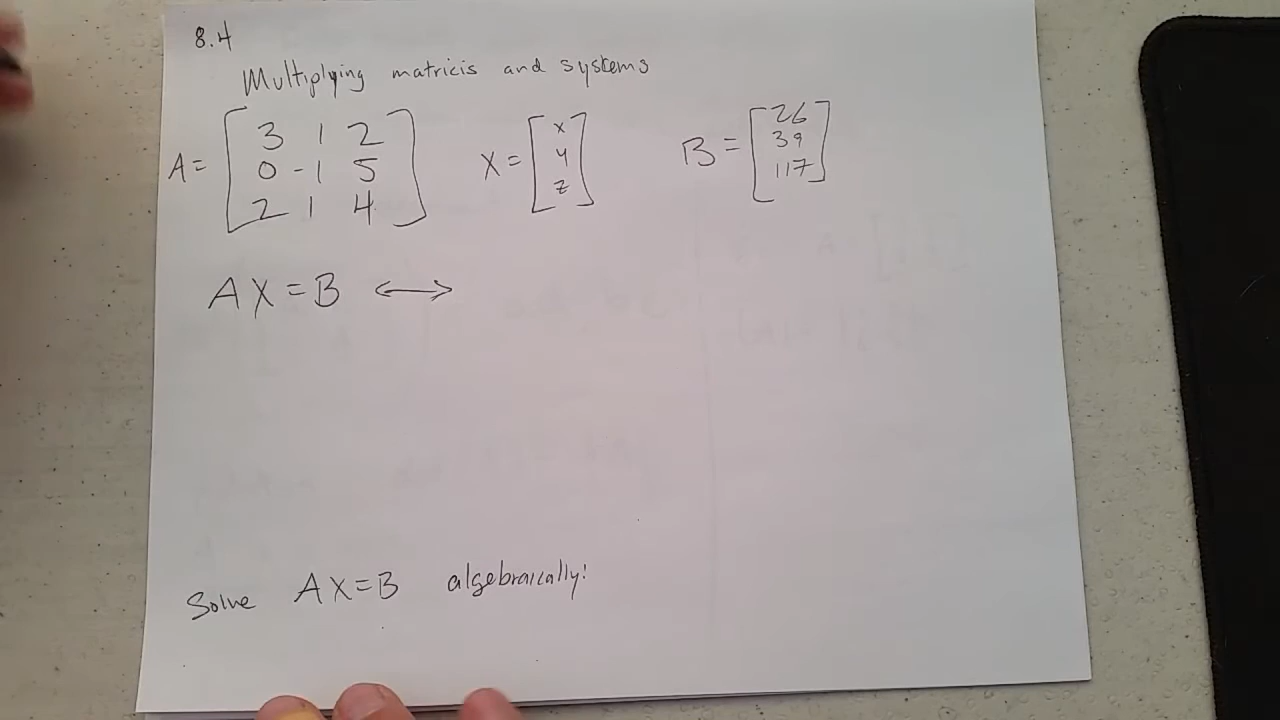 8.4
Multiplying matricis and systems
A = [ 3 1 2 ] X = [ x ] B = [ 26 ]
[ 0 -1 5 ] [ y ] [ 39 ]
[ 2 1 4 ] [ z ] [ 117 ]
AX = B ⟷
Solve AX=B algebraically!